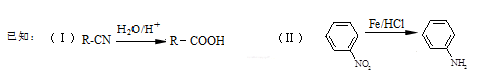 已知：（Ⅰ）R-CN H₂O/H⁺ R－COOH （Ⅱ） NO₂ Fe/HCl NH₂